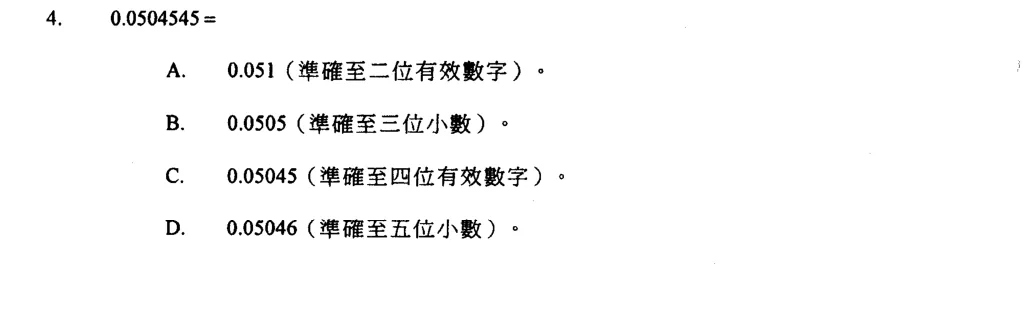 4. 0.0504545 =
A. 0.051（準確至二位有效數字）。
B. 0.0505（準確至三位小數）。
C. 0.05045（準確至四位有效數字）。
D. 0.05046（準確至五位小數）。